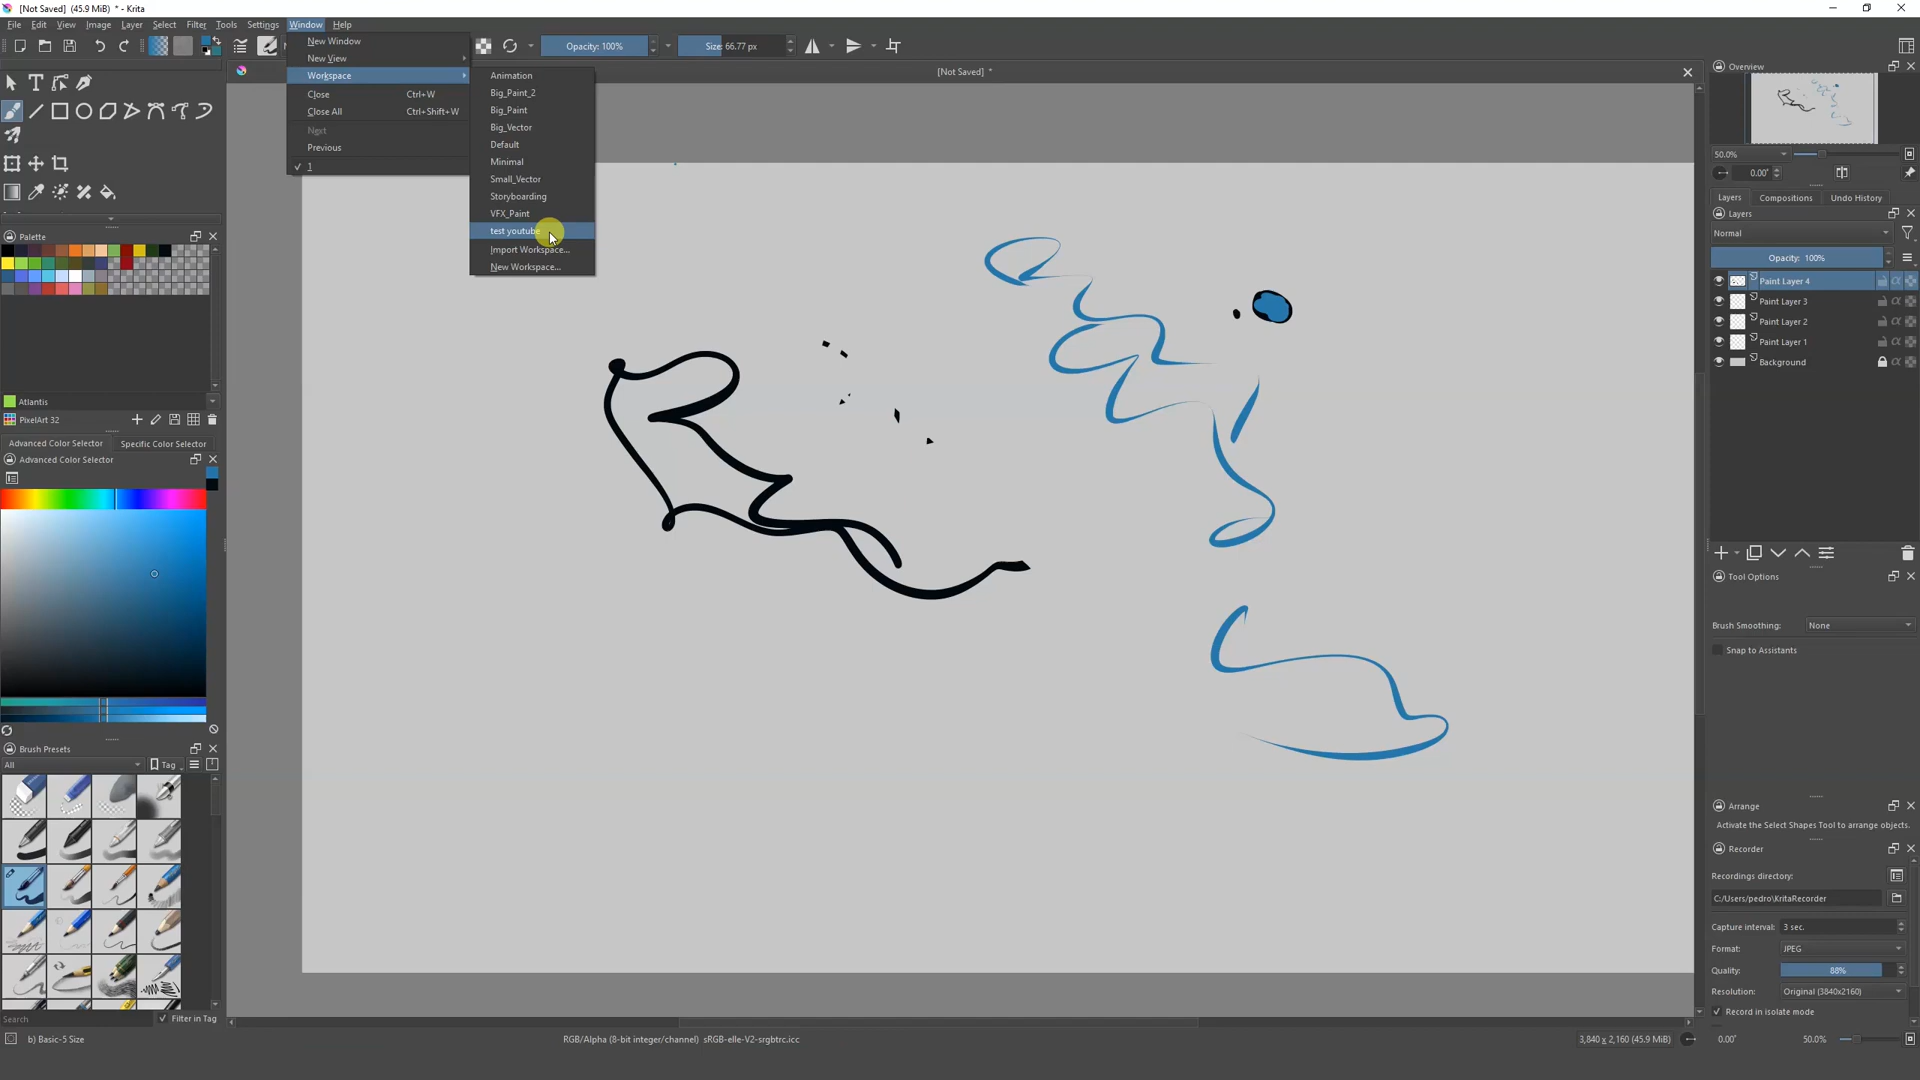 [Not Saved] (45.9 MiB) * - Krita
File Edit View Image Layer Select Filter Tools Settings Window Help
Opacity: 100%
Size: 66.77 px
New Window
New View
Workspace
Close Ctrl+W
Close All Ctrl+Shift+W
Next
Previous
✓ 1
Animation
Big_Paint_2
Big_Paint
Big_Vector
Default
Minimal
Small_Vector
Storyboarding
VFX_Paint
test youtube
Import Workspace...
New Workspace...
[Not Saved] *
Palette
Atlantis
PixelArt 32
Advanced Color Selector Specific Color Selector
Advanced Color Selector
Brush Presets
All
Tag
Search
Filter in Tag
b) Basic-5 Size
RGB/Alpha (8-bit integer/channel) sRGB-elle-V2-srgbtrc.icc
3,840 x 2,160 (45.9 MiB)
0.00°
50.0%
Overview
50.0%
0.00°
Layers Compositions Undo History
Layers
Normal
Opacity: 100%
Paint Layer 4
Paint Layer 3
Paint Layer 2
Paint Layer 1
Background
Tool Options
Brush Smoothing: None
Snap to Assistants
Arrange
Activate the Select Shapes Tool to arrange objects.
Recorder
Recordings directory:
C:/Users/pedro\KritaRecorder
Capture interval: 3 sec.
Format: JPEG
Quality: 88%
Resolution: Original (3840x2160)
Record in isolate mode